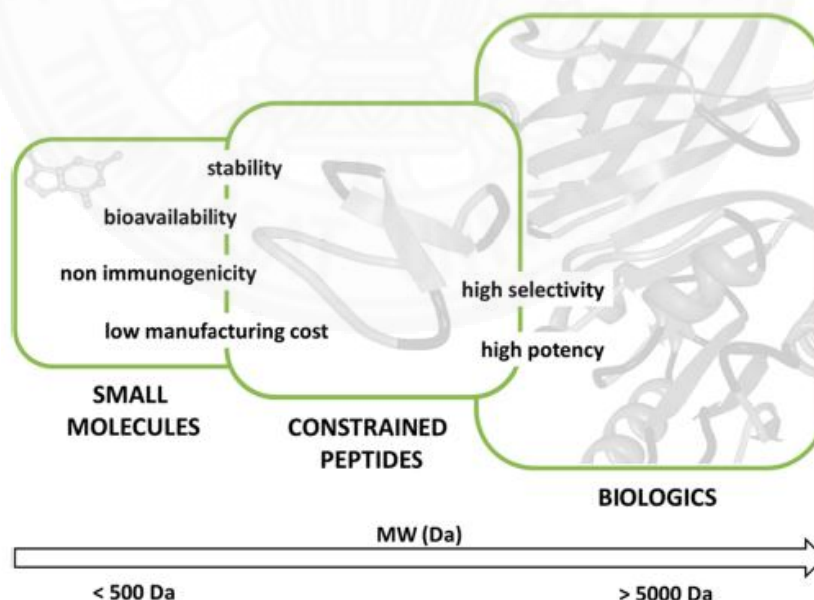 stability
bioavailability
non immunogenicity
low manufacturing cost
high selectivity
high potency
SMALL
MOLECULES
CONSTRAINED
PEPTIDES
BIOLOGICS
MW (Da)
< 500 Da
> 5000 Da